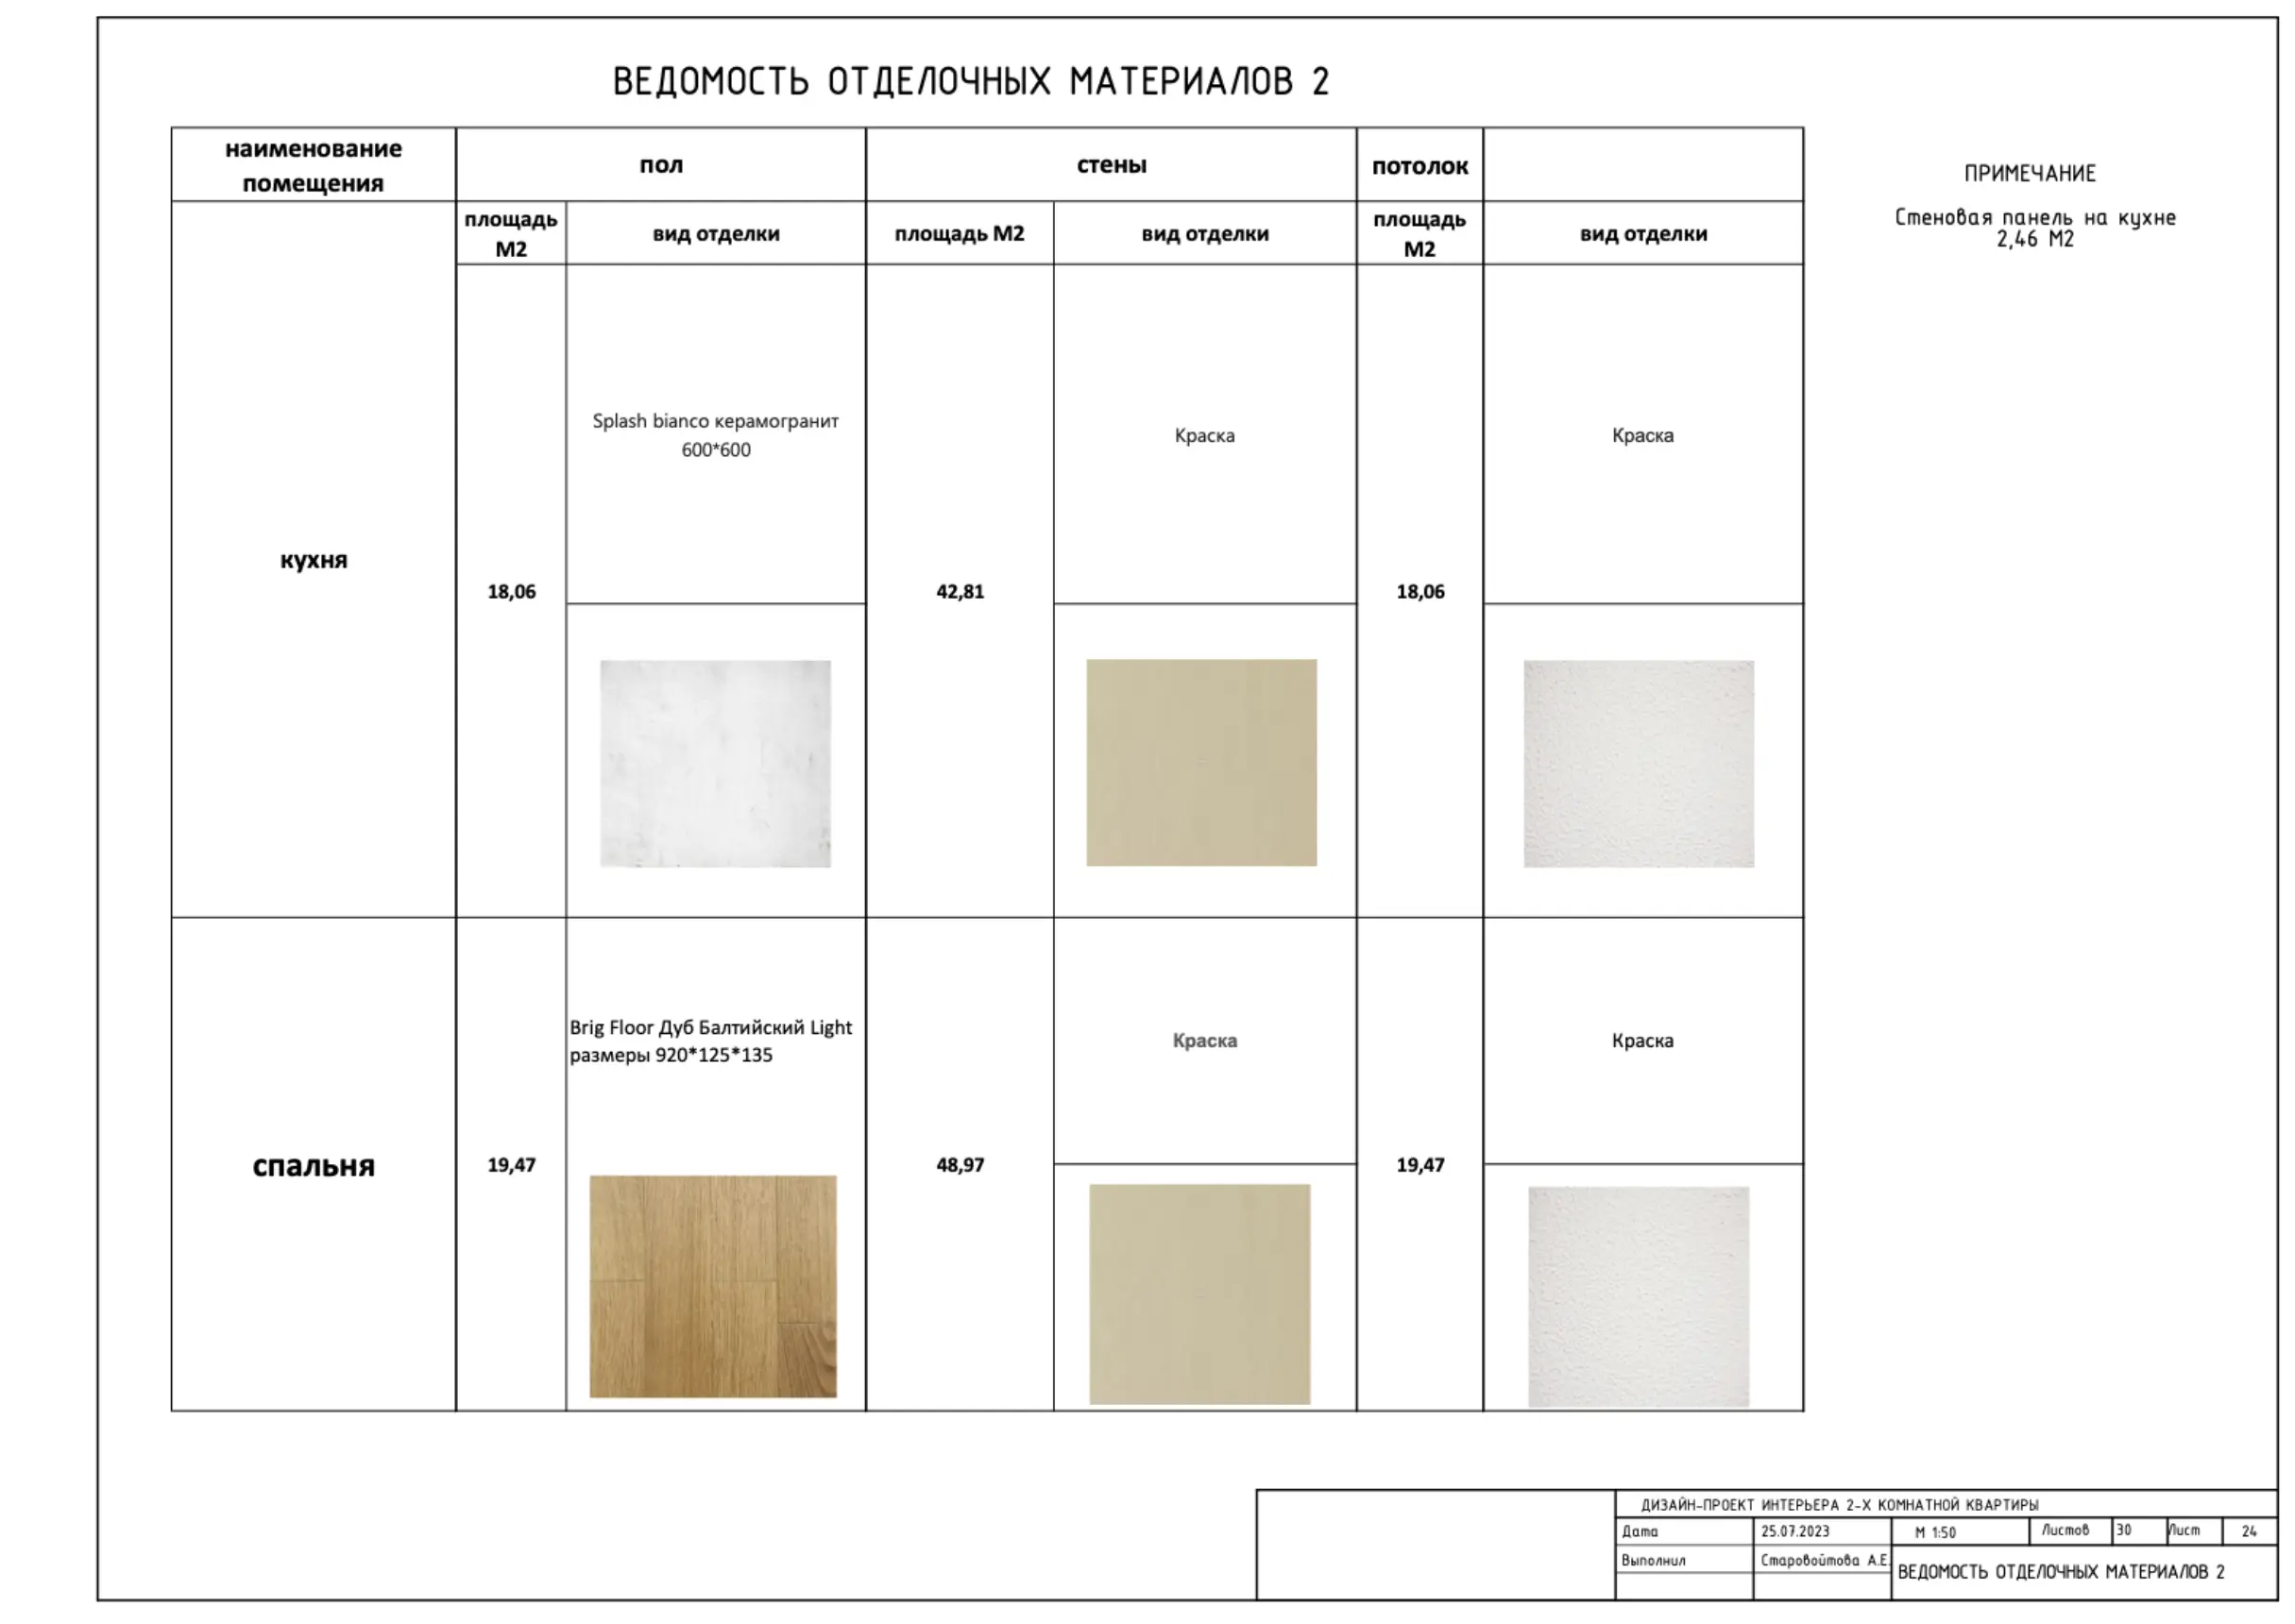 ВЕДОМОСТЬ ОТДЕЛОЧНЫХ МАТЕРИАЛОВ 2
наименование
помещения
пол
стены
потолок
площадь
М2
вид отделки
площадь М2
вид отделки
площадь
М2
вид отделки
кухня
18,06
Splash bianco керамогранит
600*600
42,81
Краска
18,06
Краска
спальня
19,47
Brig Floor Дуб Балтийский Light
размеры 920*125*135
48,97
Краска
19,47
Краска
ПРИМЕЧАНИЕ
Стеновая панель на кухне
2,46 М2
ДИЗАЙН-ПРОЕКТ ИНТЕРЬЕРА 2-Х КОМНАТНОЙ КВАРТИРЫ
Дата
25.07.2023
М 1:50
Листов
30
Лист
24
Выполнил
Старовойтова А.Е.
ВЕДОМОСТЬ ОТДЕЛОЧНЫХ МАТЕРИАЛОВ 2